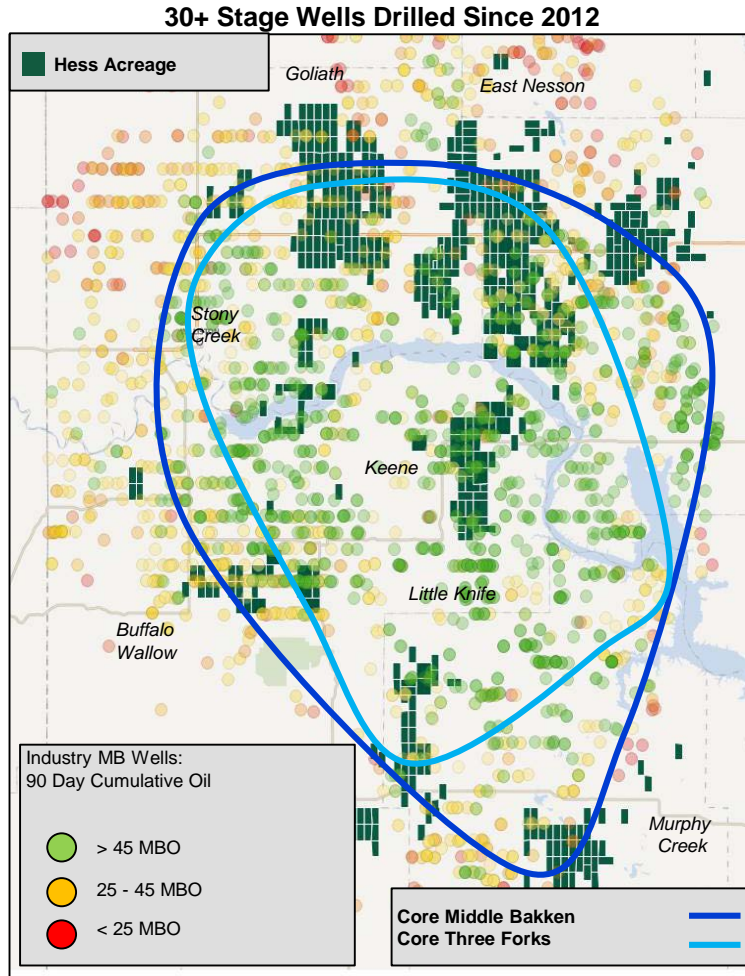 30+ Stage Wells Drilled Since 2012
Hess Acreage
Goliath
East Nesson
Stony
Creek
Keene
Little Knife
Buffalo
Wallow
Murphy
Creek
Industry MB Wells:
90 Day Cumulative Oil
> 45 MBO
25 - 45 MBO
< 25 MBO
Core Middle Bakken
Core Three Forks